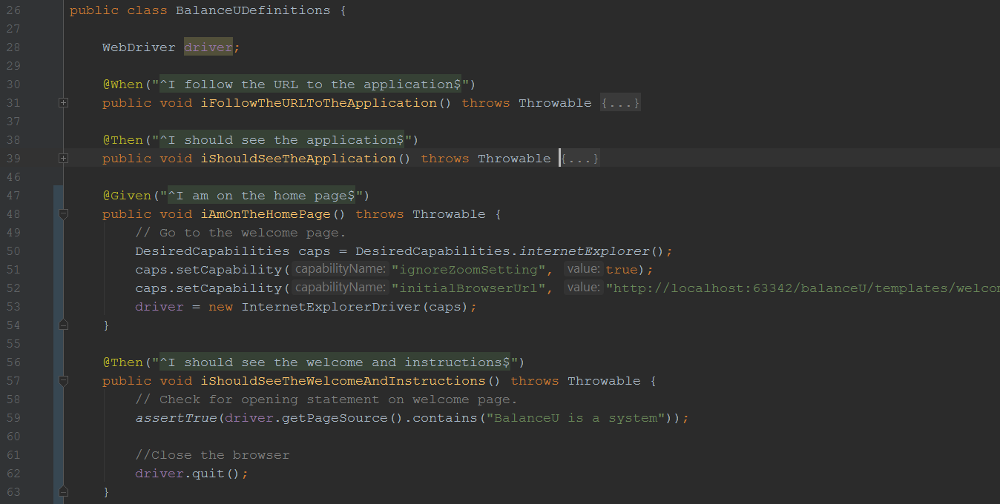 26 public class BalanceUDefinitions {
27
28 WebDriver driver;
29
30 @When("^I follow the URL to the application$")
31 public void iFollowTheURLToTheApplication() throws Throwable {...}
37
38 @Then("^I should see the application$")
39 public void iShouldSeeTheApplication() throws Throwable {...}
46
47 @Given("^I am on the home page$")
48 public void iAmOnTheHomePage() throws Throwable {
49 // Go to the welcome page.
50 DesiredCapabilities caps = DesiredCapabilities.internetExplorer();
51 caps.setCapability( capabilityName: "ignoreZoomSetting", value: true);
52 caps.setCapability( capabilityName: "initialBrowserUrl", value: "http://localhost:63342/balanceU/templates/welcom
53 driver = new InternetExplorerDriver(caps);
54 }
55
56 @Then("^I should see the welcome and instructions$")
57 public void iShouldSeeTheWelcomeAndInstructions() throws Throwable {
58 // Check for opening statement on welcome page.
59 assertTrue(driver.getPageSource().contains("BalanceU is a system"));
60
61 //Close the browser
62 driver.quit();
63 }